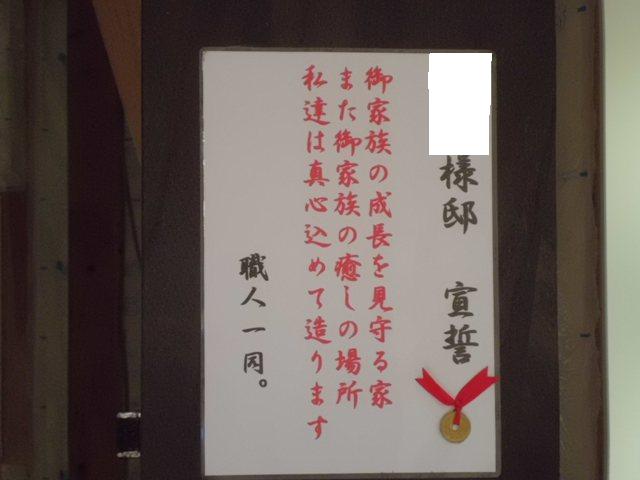 様邸 宣誓
御家族の成長を見守る家
また御家族の癒しの場所
私達は真心込めて造ります
職人一同。